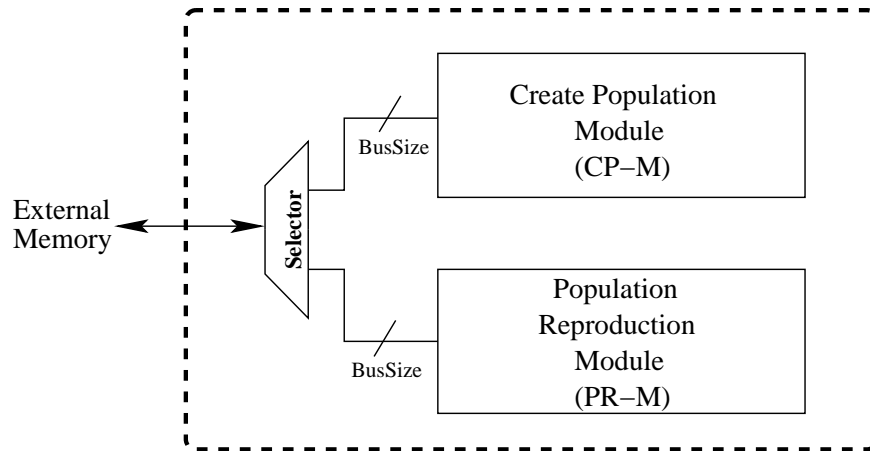 Create Population
Module
(CP−M)
BusSize
Selector
External
Memory
Population
Reproduction
Module
(PR−M)
BusSize